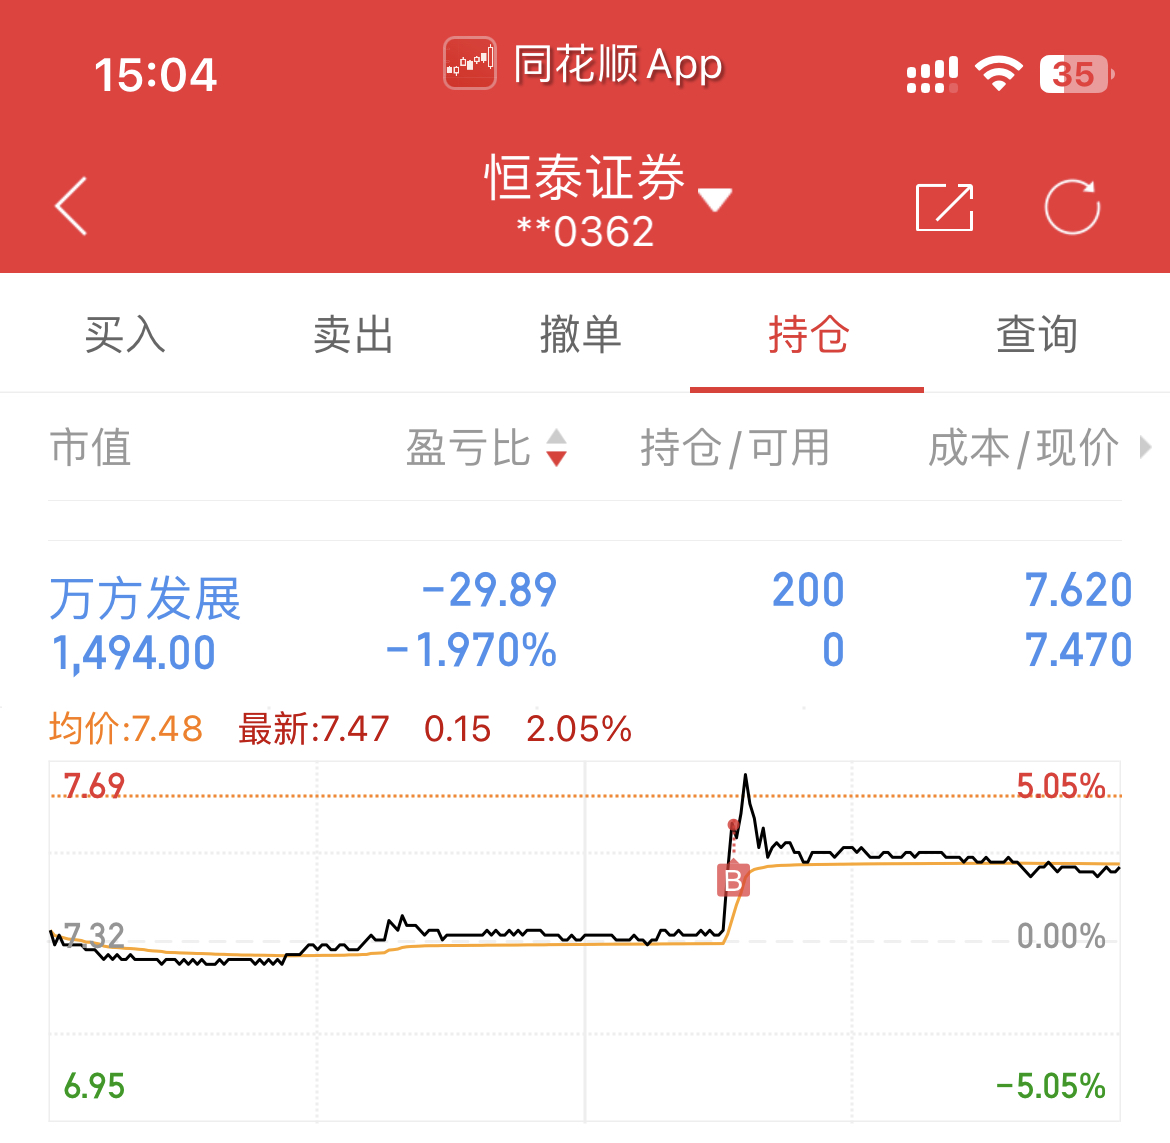 15:04
同花顺 App
35
恒泰证券
**0362
买入 卖出 撤单 持仓 查询
市值 盈亏比 持仓/可用 成本/现价
万方发展 -29.89 200 7.620
1,494.00 -1.970% 0 7.470
均价:7.48 最新:7.47 0.15 2.05%
7.69 5.05%
B
7.32 0.00%
6.95 -5.05%